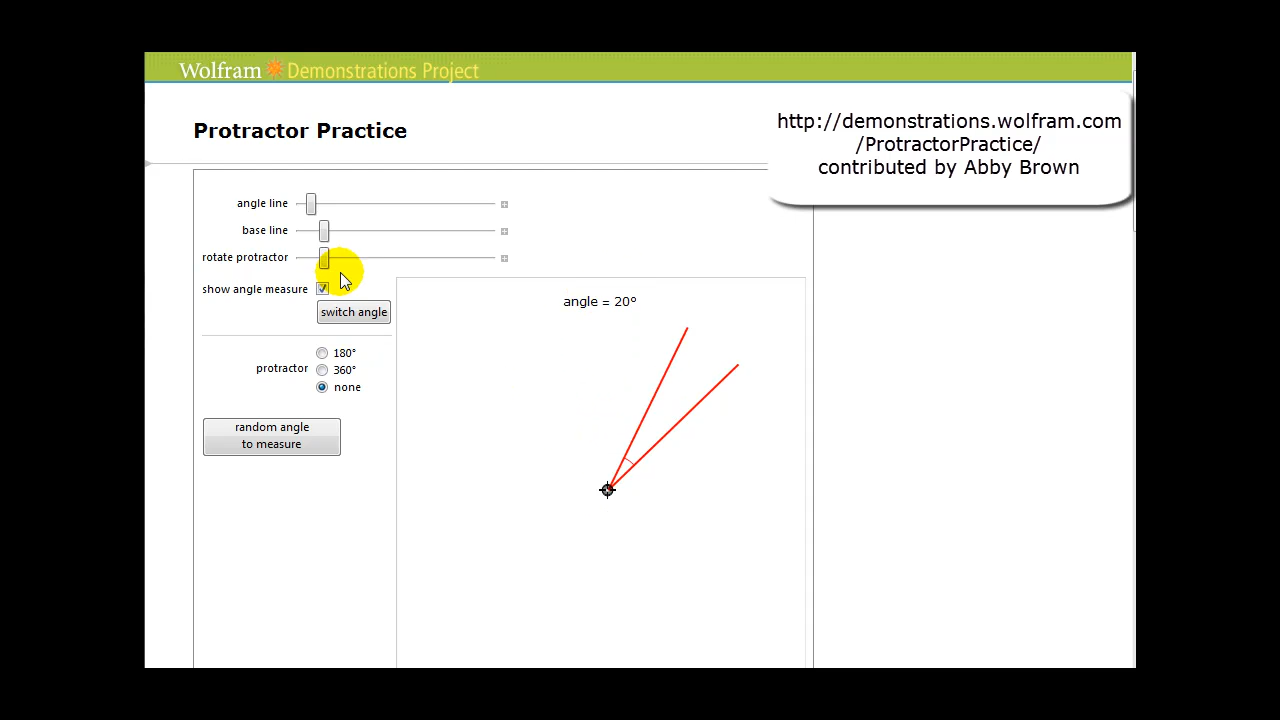 Wolfram Demonstrations Project
Protractor Practice
http://demonstrations.wolfram.com
/ProtractorPractice/
contributed by Abby Brown
angle line
base line
rotate protractor
show angle measure
switch angle
angle = 20°
protractor
180°
360°
none
random angle
to measure